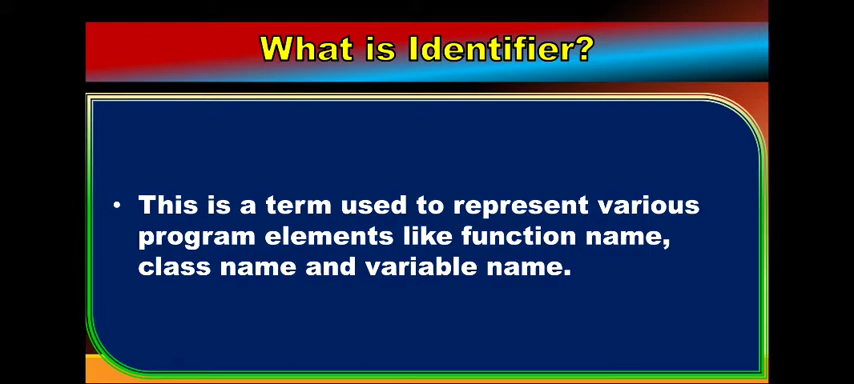 What is Identifier?
• This is a term used to represent various
program elements like function name,
class name and variable name.